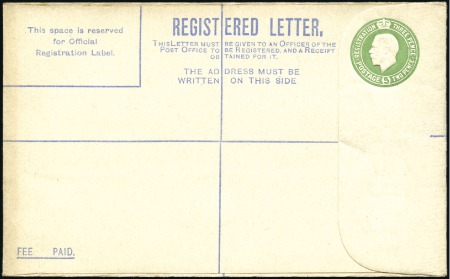 This space is reserved
for Official
Registration Label.
REGISTERED LETTER,
THIS LETTER MUST BE GIVEN TO AN OFFICER OF THE
POST OFFICE TO BE REGISTERED, AND A RECEIPT
OBTAINED FOR IT.
THE ADDRESS MUST BE
WRITTEN ON THIS SIDE
REGISTRATION THREE PENCE
POSTAGE 5 TWO PENCE
FEE PAID.